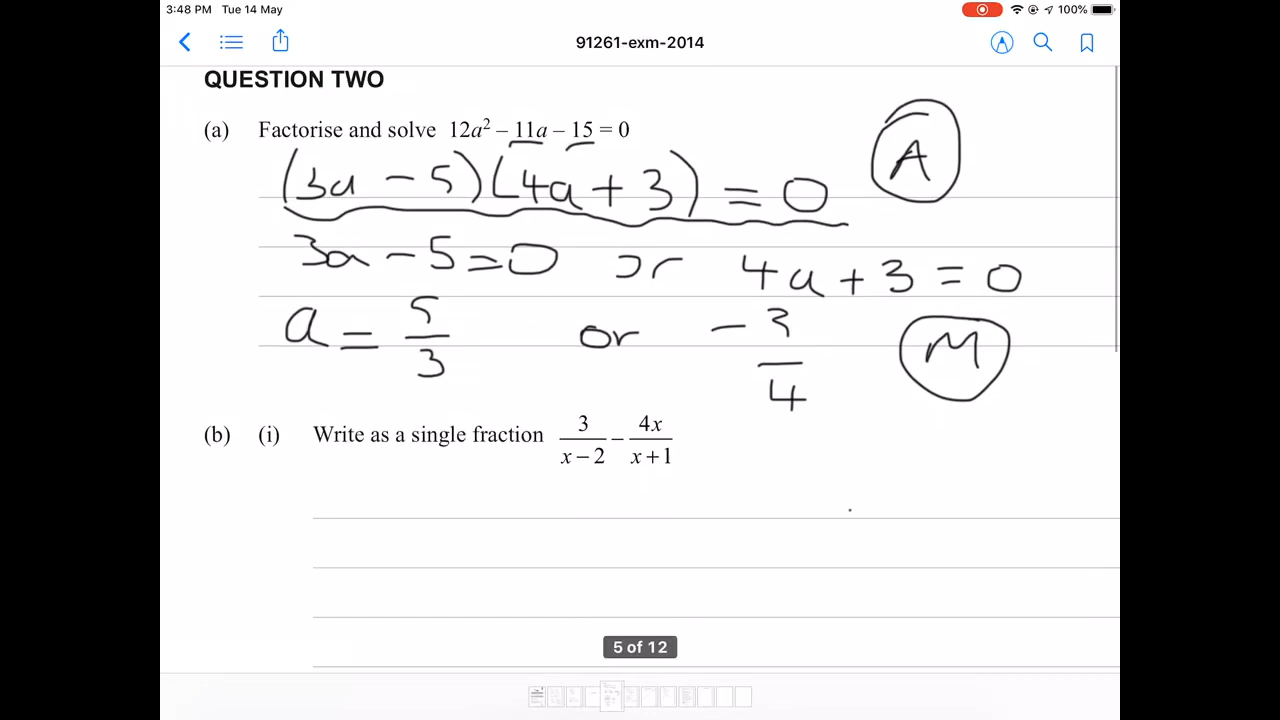 3:48 PM Tue 14 May 100%
91261-exm-2014
QUESTION TWO
(a) Factorise and solve 12a² – 11a – 15 = 0
(3a – 5)(4a + 3) = 0 A
3a – 5 = 0 or 4a + 3 = 0
a = 5/3 or – 3/4 M
(b) (i) Write as a single fraction 3/(x – 2) – 4x/(x + 1)
5 of 12